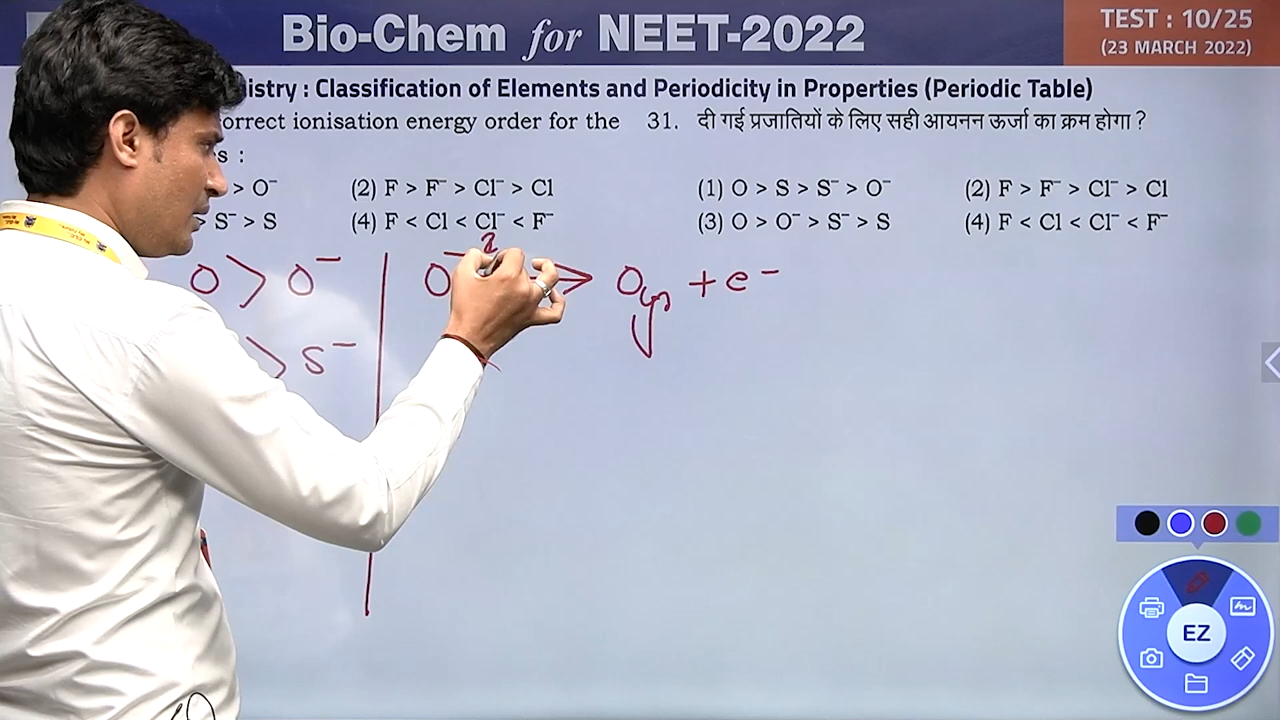 Bio-Chem for NEET-2022
TEST : 10/25
(23 MARCH 2022)
istry : Classification of Elements and Periodicity in Properties (Periodic Table)
orrect ionisation energy order for the
s :
> O⁻ (2) F > F⁻ > Cl⁻ > Cl
S⁻ > S (4) F < Cl < Cl⁻ < F⁻
31. दी गई प्रजातियों के लिए सही आयनन ऊर्जा का क्रम होगा ?
(1) O > S > S⁻ > O⁻ (2) F > F⁻ > Cl⁻ > Cl
(3) O > O⁻ > S⁻ > S (4) F < Cl < Cl⁻ < F⁻
O > O⁻
> S⁻
O⁻ → O + e⁻
EZ